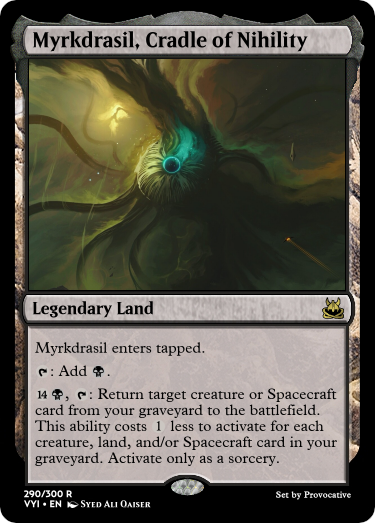 Myrkdrasil, Cradle of Nihility
Legendary Land
Myrkdrasil enters tapped.
: Add .
14 , : Return target creature or Spacecraft
card from your graveyard to the battlefield.
This ability costs 1 less to activate for each
creature, land, and/or Spacecraft card in your
graveyard. Activate only as a sorcery.
290/300 R
VYI • EN Syed Ali Qaiser
Set by Provocative